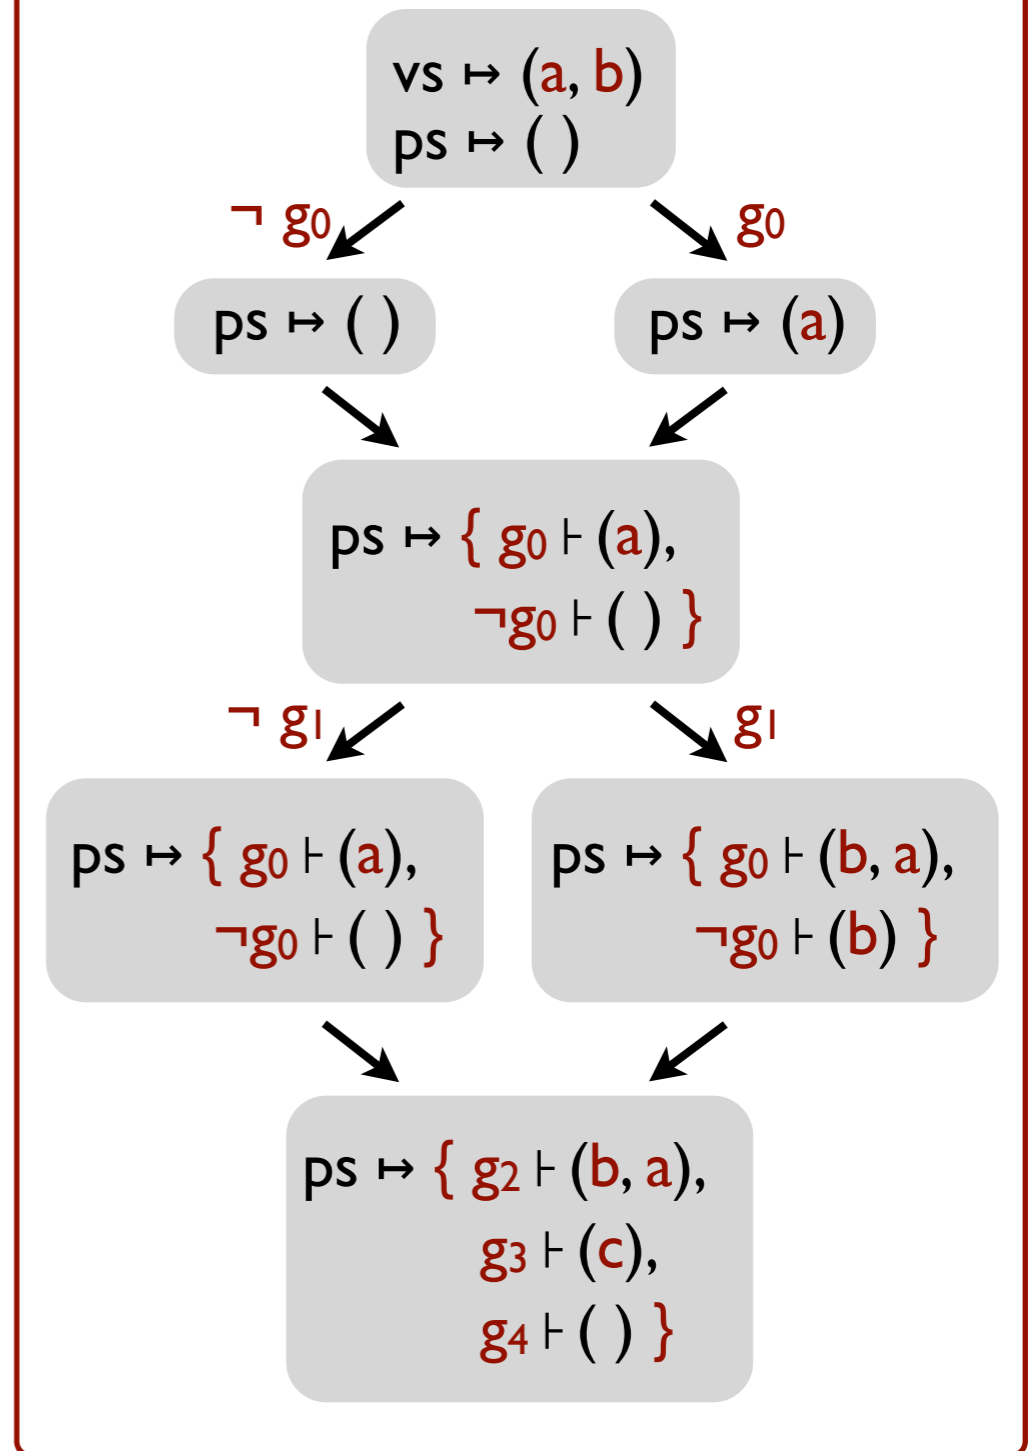 vs ↦ (a, b)
ps ↦ ( )
¬ g0
g0
ps ↦ ( )
ps ↦ (a)
ps ↦ { g0 ⊦ (a),
¬g0 ⊦ ( ) }
¬ g1
g1
ps ↦ { g0 ⊦ (a),
¬g0 ⊦ ( ) }
ps ↦ { g0 ⊦ (b, a),
¬g0 ⊦ (b) }
ps ↦ { g2 ⊦ (b, a),
g3 ⊦ (c),
g4 ⊦ ( ) }